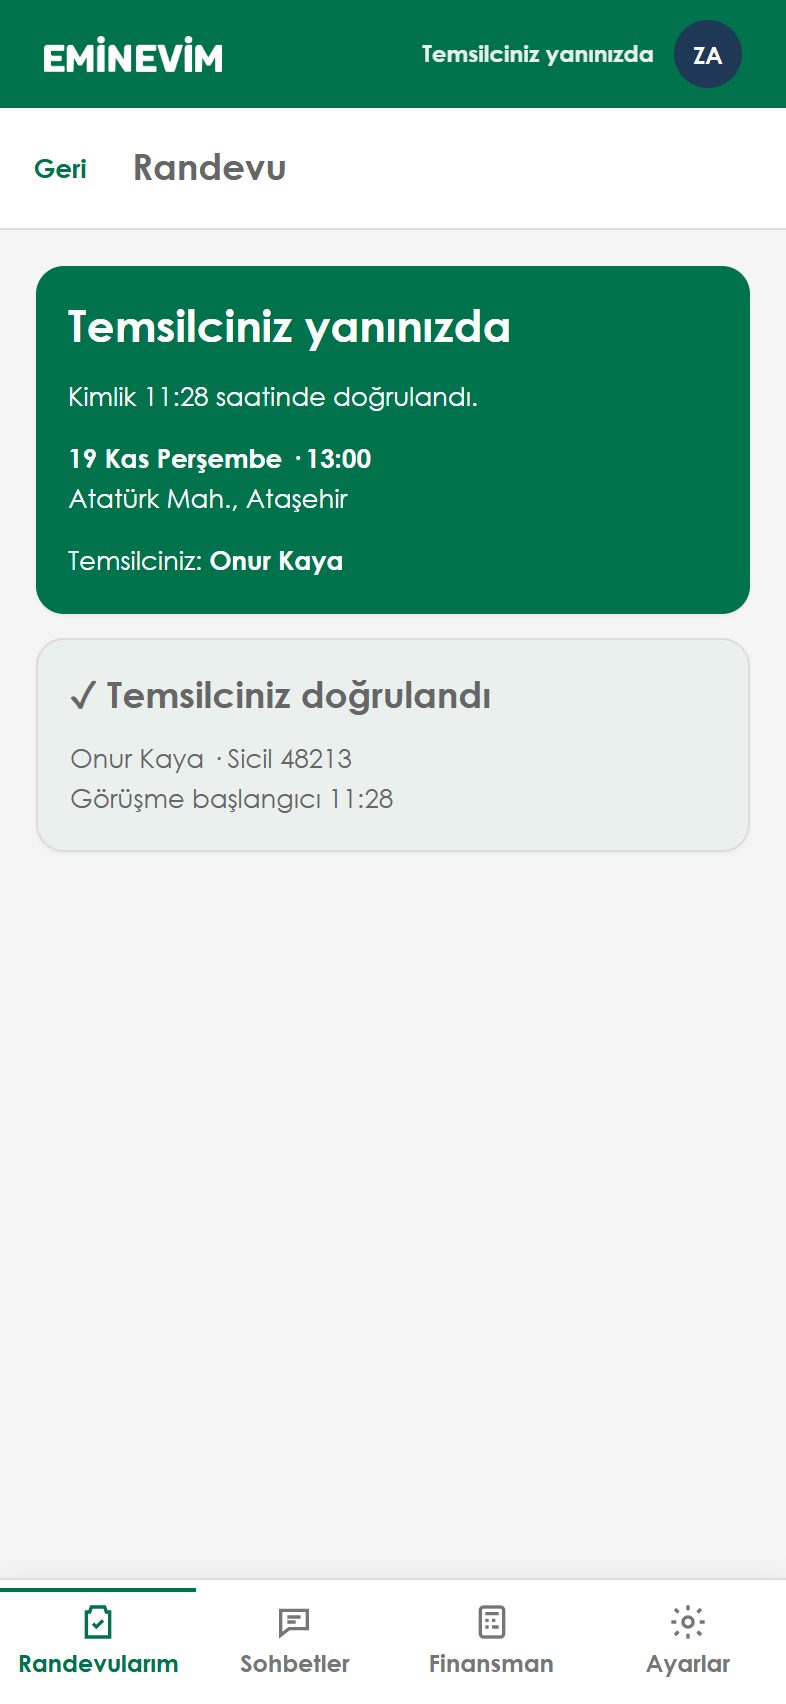 EMİNEVİM
Temsilciniz yanınızda
ZA
Geri
Randevu
Temsilciniz yanınızda
Kimlik 11:28 saatinde doğrulandı.
19 Kas Perşembe · 13:00
Atatürk Mah., Ataşehir
Temsilciniz: Onur Kaya
✓ Temsilciniz doğrulandı
Onur Kaya · Sicil 48213
Görüşme başlangıcı 11:28
Randevularım
Sohbetler
Finansman
Ayarlar